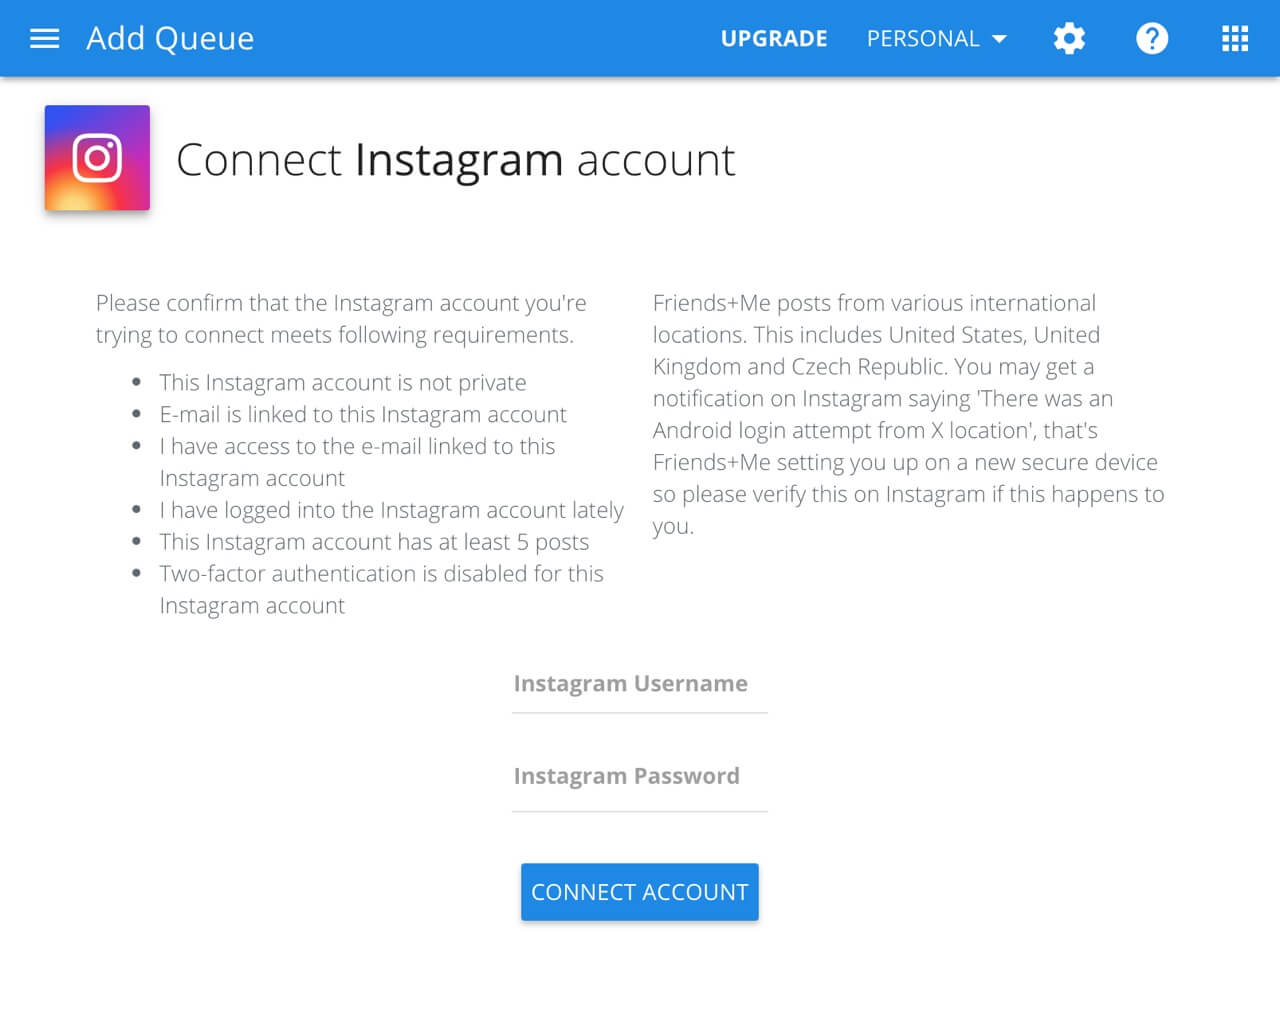 Add Queue
UPGRADE
PERSONAL
Connect Instagram account
Please confirm that the Instagram account you're
trying to connect meets following requirements.
This Instagram account is not private
E-mail is linked to this Instagram account
I have access to the e-mail linked to this
Instagram account
I have logged into the Instagram account lately
This Instagram account has at least 5 posts
Two-factor authentication is disabled for this
Instagram account
Friends+Me posts from various international
locations. This includes United States, United
Kingdom and Czech Republic. You may get a
notification on Instagram saying 'There was an
Android login attempt from X location', that's
Friends+Me setting you up on a new secure device
so please verify this on Instagram if this happens to
you.
Instagram Username
Instagram Password
CONNECT ACCOUNT